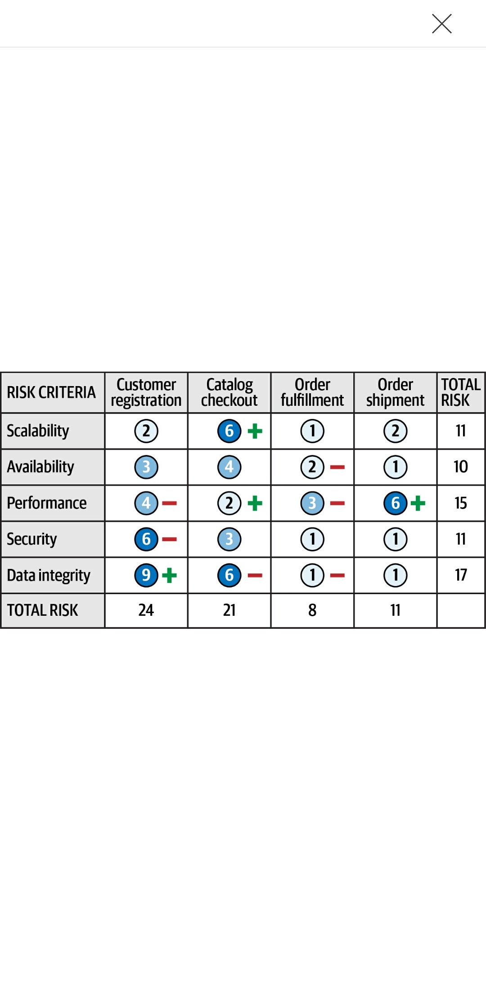 RISK CRITERIA | Customer registration | Catalog checkout | Order fulfillment | Order shipment | TOTAL RISK
Scalability | 2 | 6 + | 1 | 2 | 11
Availability | 3 | 4 | 2 − | 1 | 10
Performance | 4 − | 2 + | 3 − | 6 + | 15
Security | 6 − | 3 | 1 | 1 | 11
Data integrity | 9 + | 6 − | 1 − | 1 | 17
TOTAL RISK | 24 | 21 | 8 | 11 |